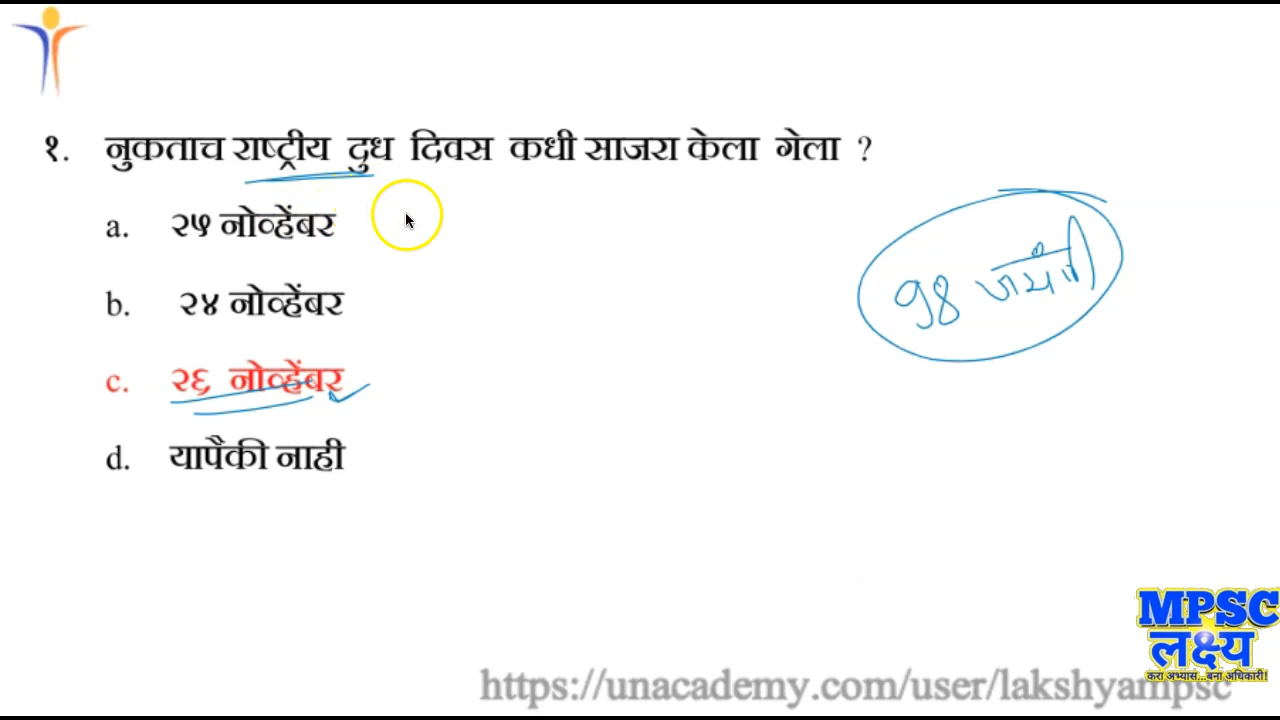 १. नुकताच राष्ट्रीय दुध दिवस कधी साजरा केला गेला ?
a. २५ नोव्हेंबर
b. २४ नोव्हेंबर
98 जयंती
c. २६ नोव्हेंबर
d. यापैकी नाही
MPSC
लक्ष्य
करा अभ्यास...बना अधिकारी!
https://unacademy.com/user/lakshyampsc